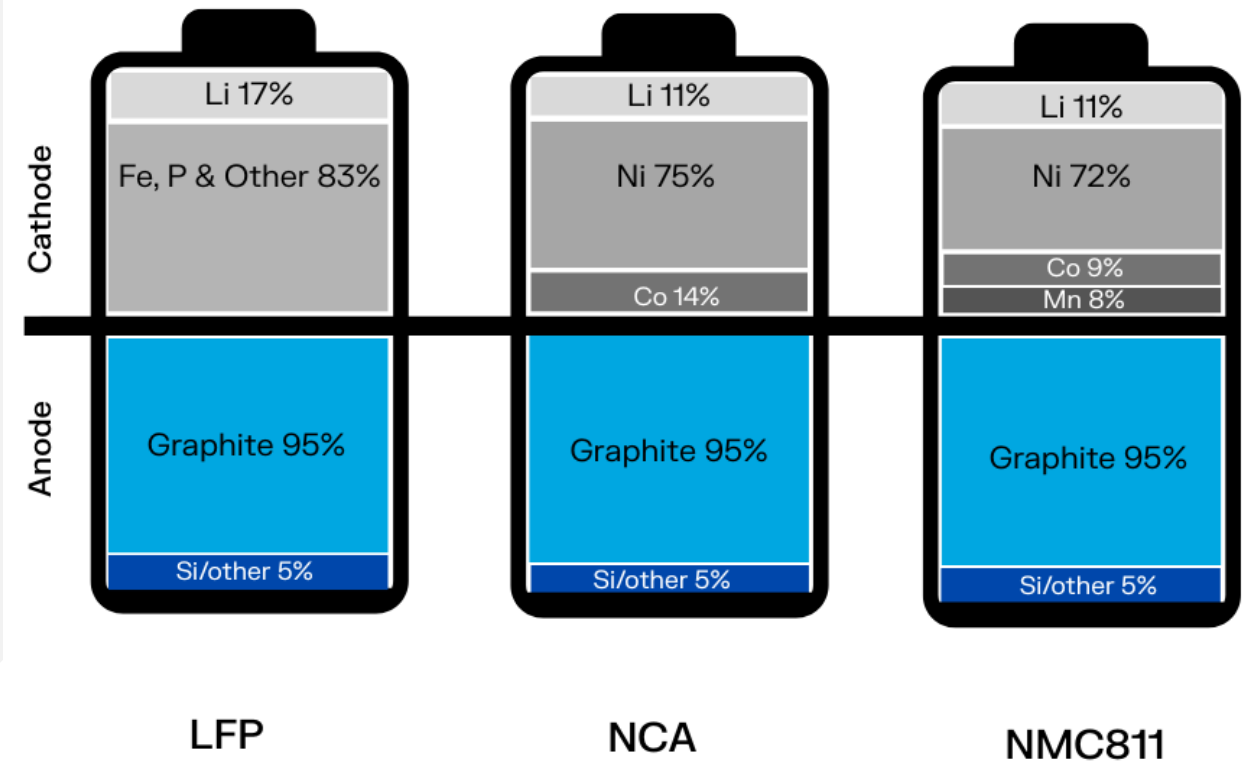 Cathode
Anode
Li 17%
Fe, P & Other 83%
Graphite 95%
Si/other 5%
LFP
Li 11%
Ni 75%
Co 14%
Graphite 95%
Si/other 5%
NCA
Li 11%
Ni 72%
Co 9%
Mn 8%
Graphite 95%
Si/other 5%
NMC811